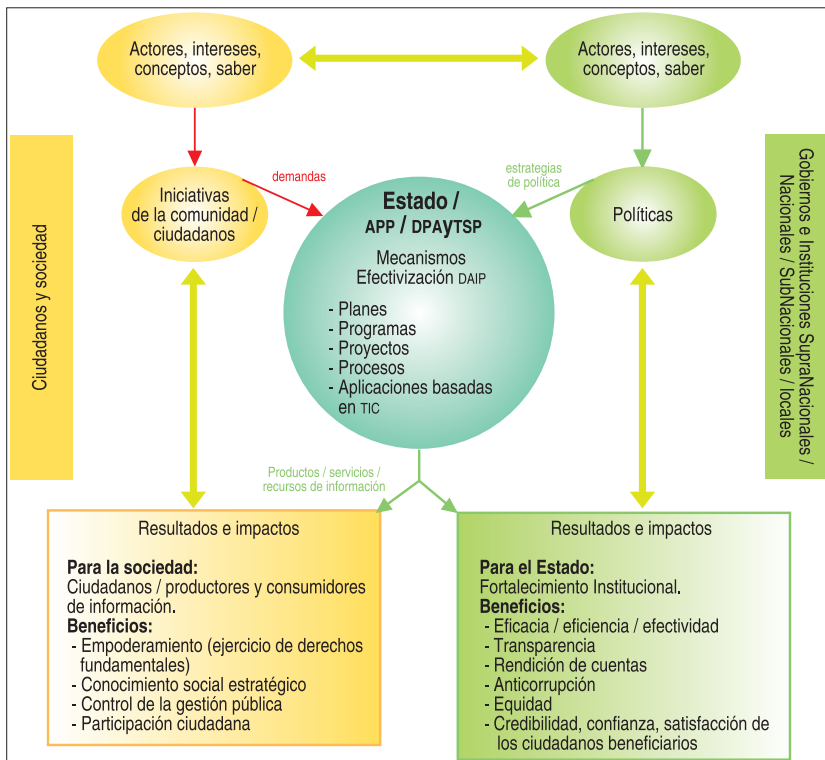 Actores, intereses,
conceptos, saber
Actores, intereses,
conceptos, saber
Ciudadanos y sociedad
Gobiernos e Instituciones SupraNacionales /
Nacionales / SubNacionales / locales
Iniciativas
de la comunidad /
ciudadanos
demandas
estrategias
de política
Políticas
Estado /
APP / DPAyTSP
Mecanismos
Efectivización DAIP
- Planes
- Programas
- Proyectos
- Procesos
- Aplicaciones basadas
en TIC
Productos / servicios /
recursos de información
Resultados e impactos
Para la sociedad:
Ciudadanos / productores y consumidores
de información.
Beneficios:
- Empoderamiento (ejercicio de derechos
fundamentales)
- Conocimiento social estratégico
- Control de la gestión pública
- Participación ciudadana
Resultados e impactos
Para el Estado:
Fortalecimiento Institucional.
Beneficios:
- Eficacia / eficiencia / efectividad
- Transparencia
- Rendición de cuentas
- Anticorrupción
- Equidad
- Credibilidad, confianza, satisfacción de
los ciudadanos beneficiarios